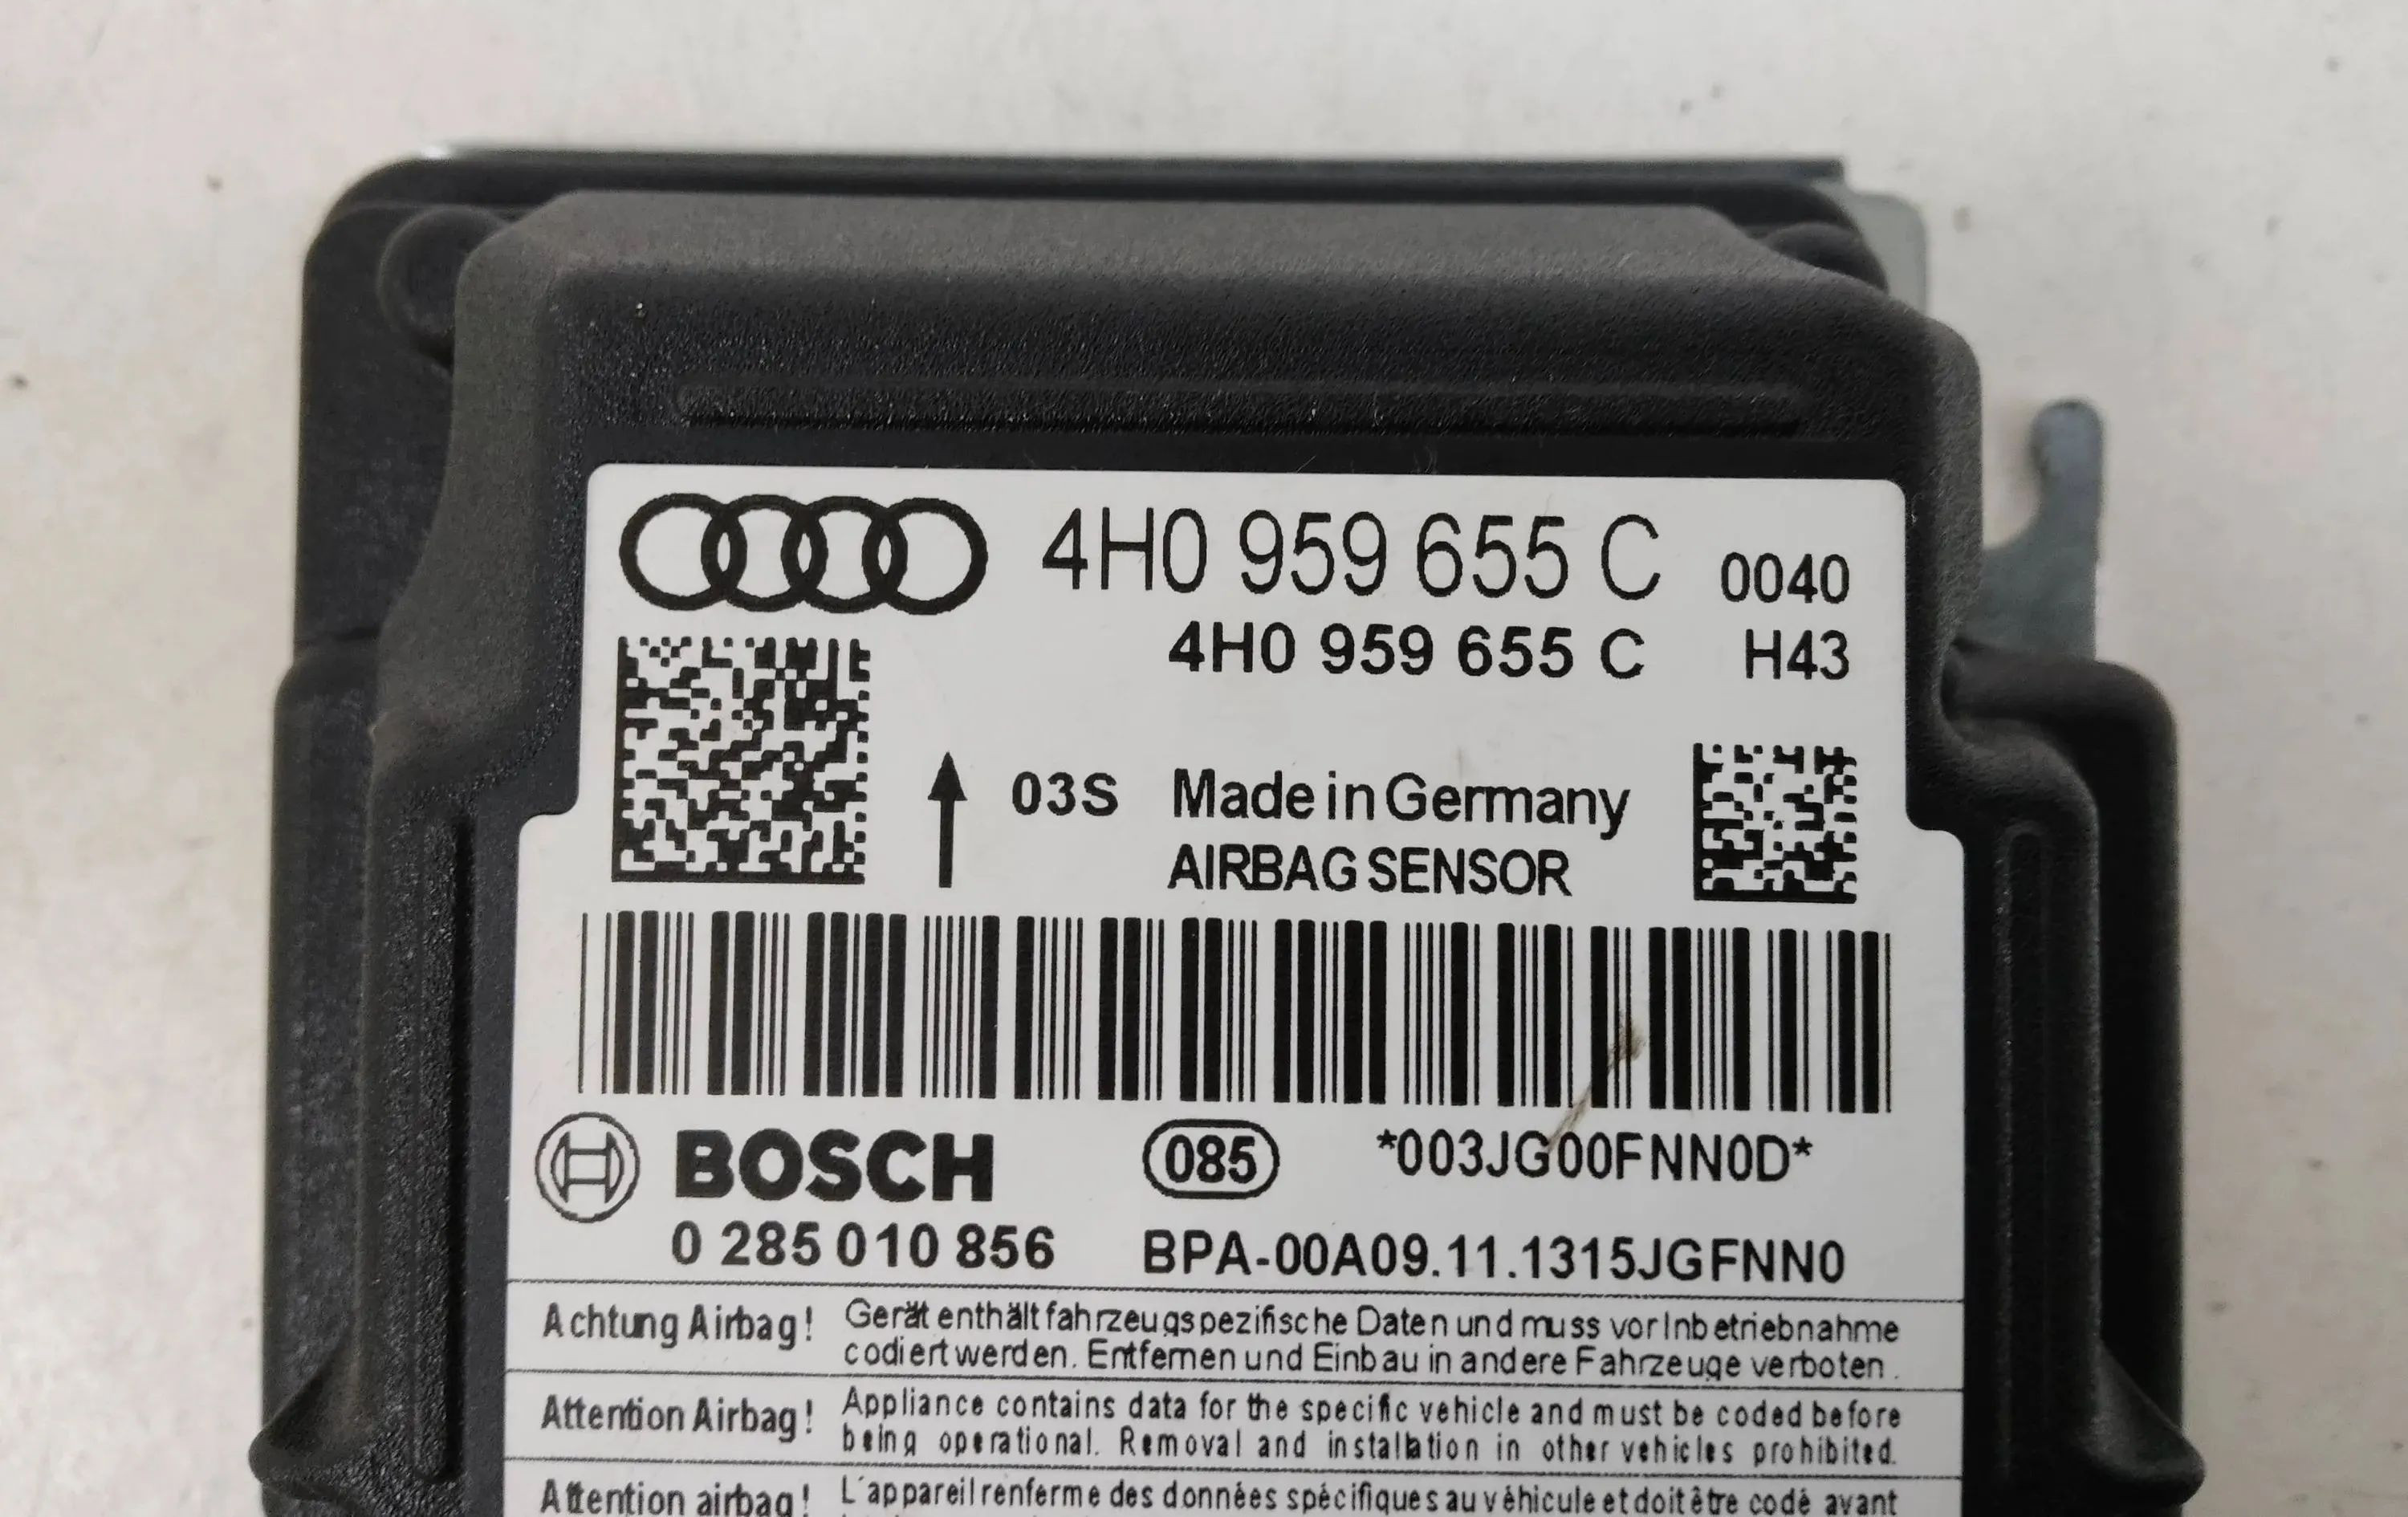 4H0 959 655 C 0040
4H0 959 655 C H43
03S Made in Germany
AIRBAG SENSOR
BOSCH 085 *003JG00FNN0D*
0 285 010 856 BPA-00A09.11.1315JGFNN0
Achtung Airbag! Gerät enthält fahrzeugspezifische Daten und muss vor Inbetriebnahme
codiert werden. Entfernen und Einbau in andere Fahrzeuge verboten.
Attention Airbag! Appliance contains data for the specific vehicle and must be coded before
being operational. Removal and installation in other vehicles prohibited.
Attention airbag! L'appareil renferme des données spécifiques au véhicule et doit être codé avant